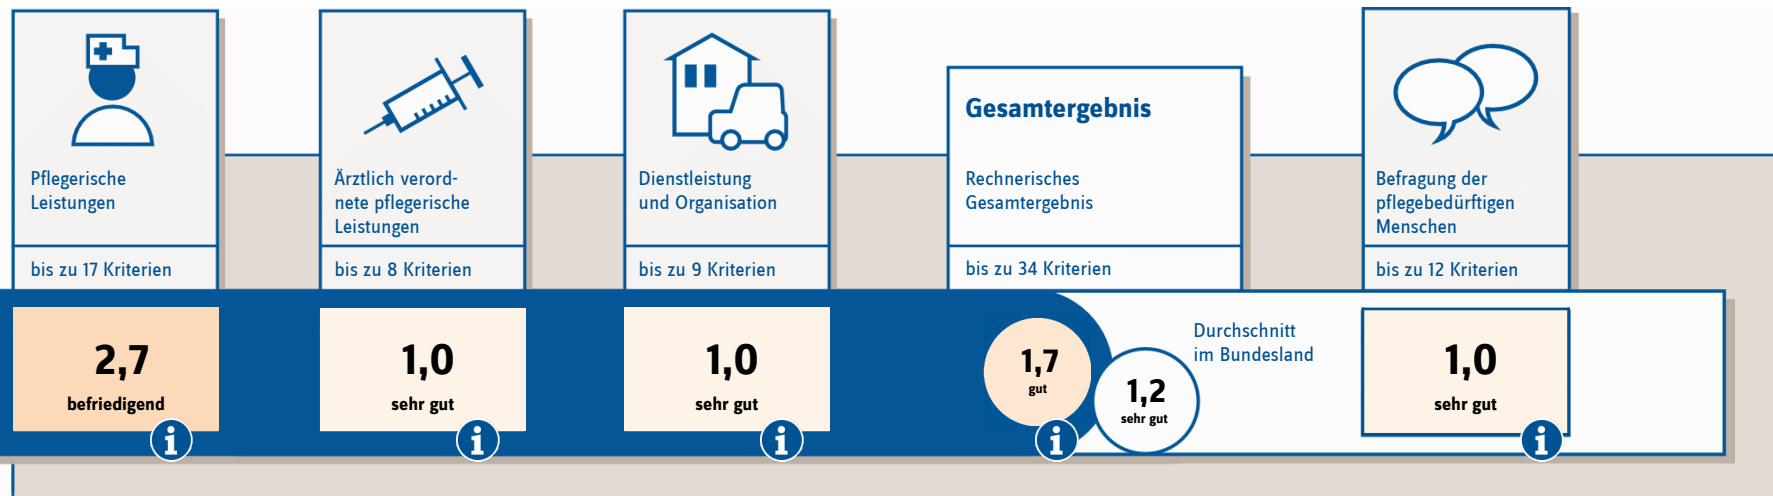 Pflegerische
Leistungen
bis zu 17 Kriterien
2,7
befriedigend
i
Ärztlich verord-
nete pflegerische
Leistungen
bis zu 8 Kriterien
1,0
sehr gut
i
Dienstleistung
und Organisation
bis zu 9 Kriterien
1,0
sehr gut
i
Gesamtergebnis
Rechnerisches
Gesamtergebnis
bis zu 34 Kriterien
1,7
gut
i
1,2
sehr gut
Durchschnitt
im Bundesland
Befragung der
pflegebedürftigen
Menschen
bis zu 12 Kriterien
1,0
sehr gut
i